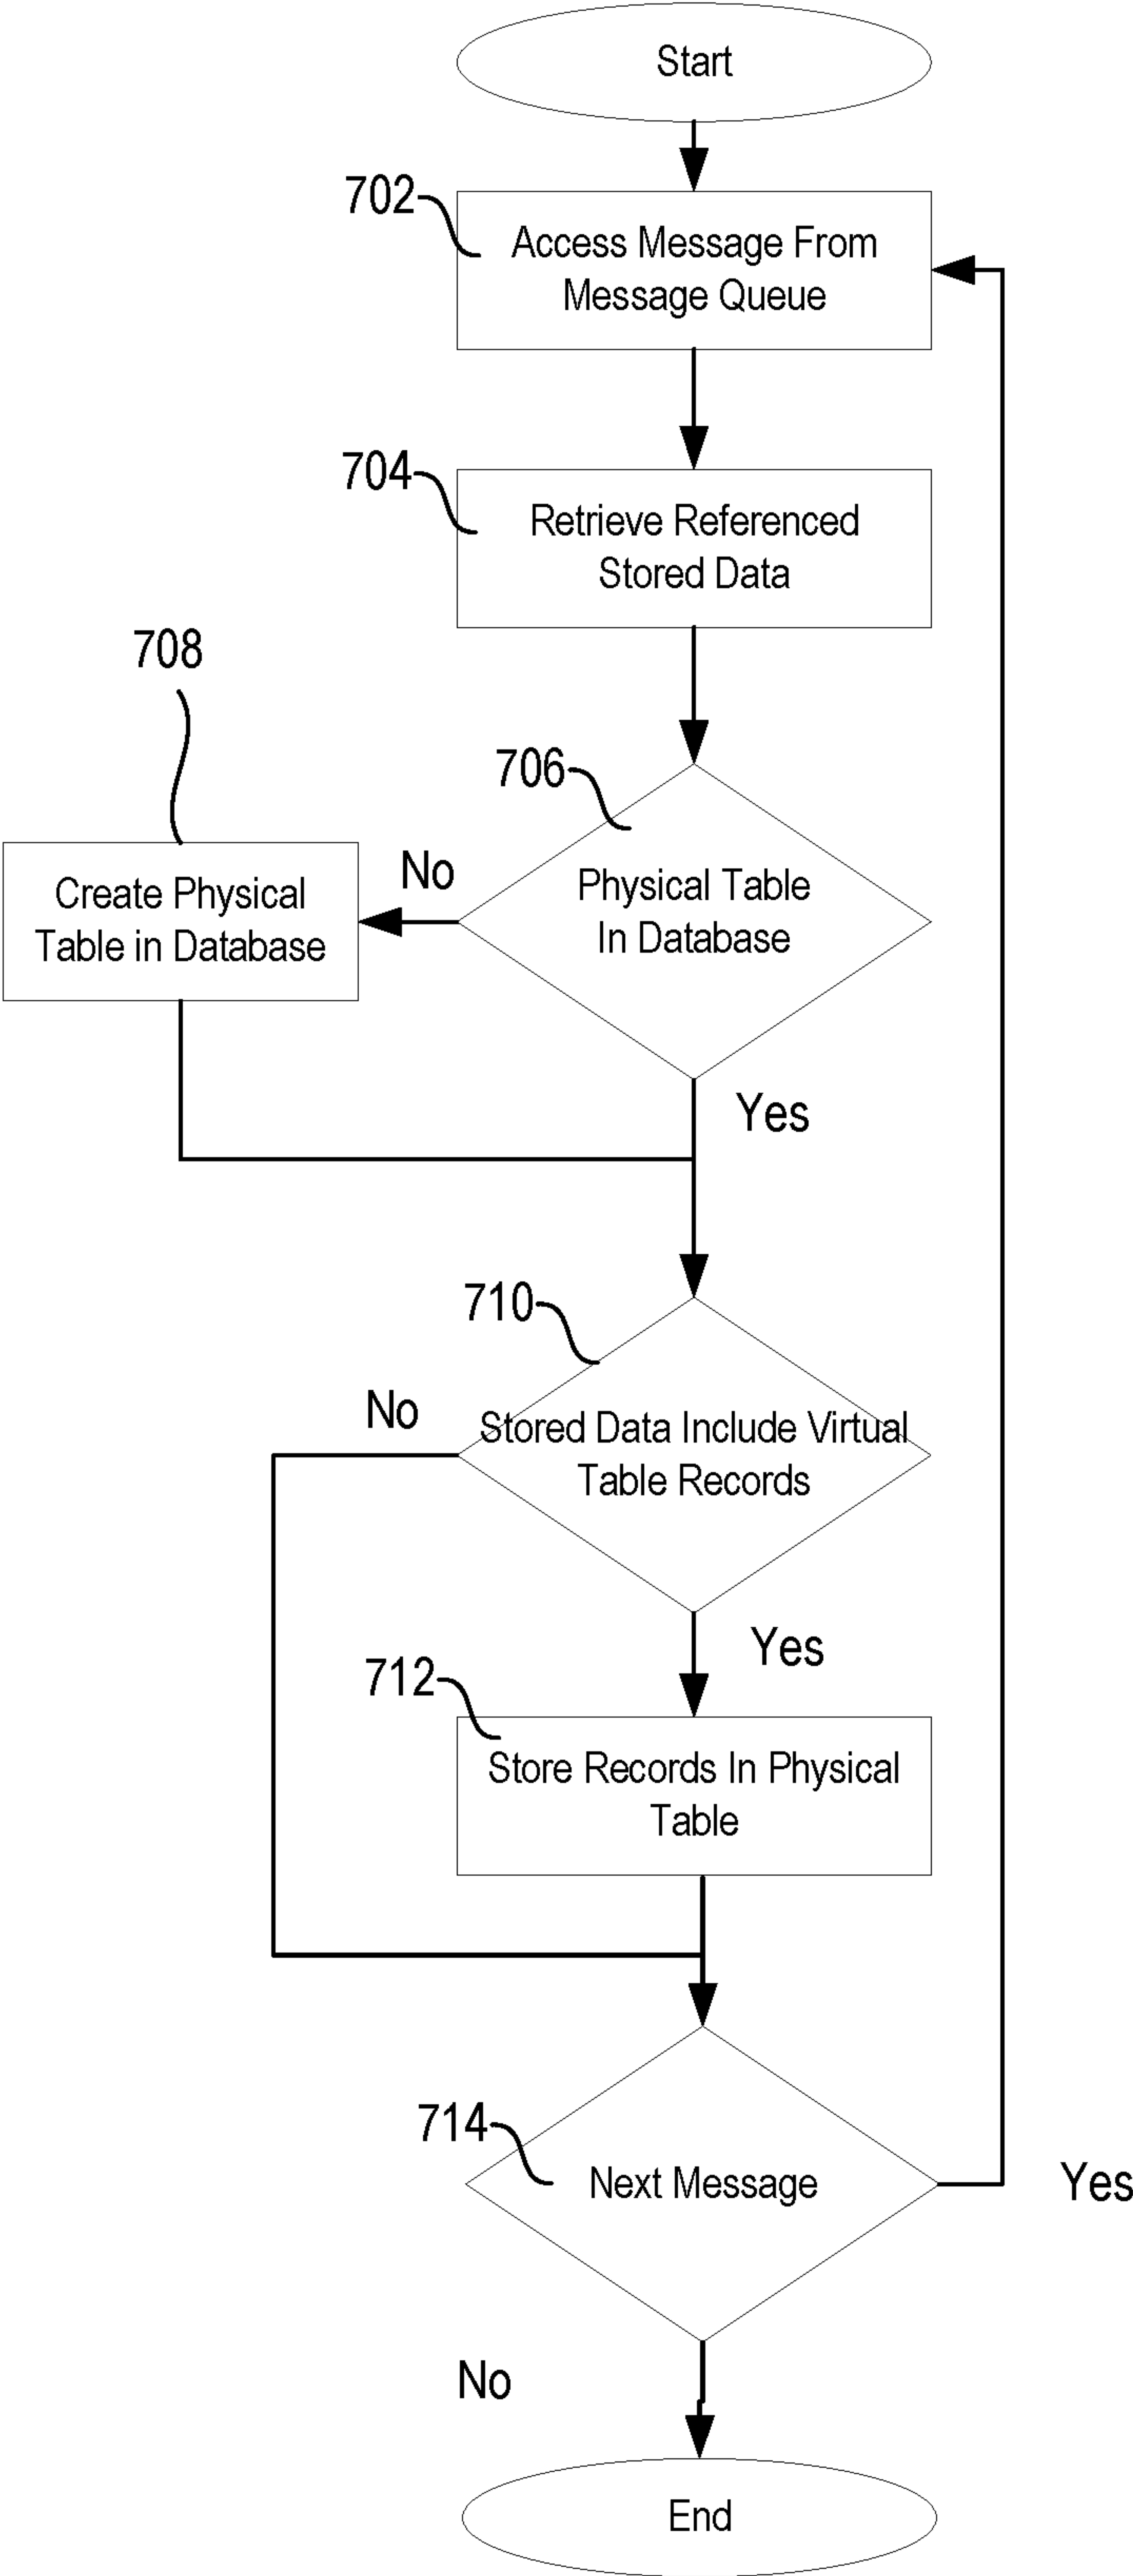 Start
702
Access Message From
Message Queue
704
Retrieve Referenced
Stored Data
708
706
No
Physical Table
In Database
Create Physical
Table in Database
Yes
710
No
Stored Data Include Virtual
Table Records
Yes
712
Store Records In Physical
Table
714
Next Message
Yes
No
End